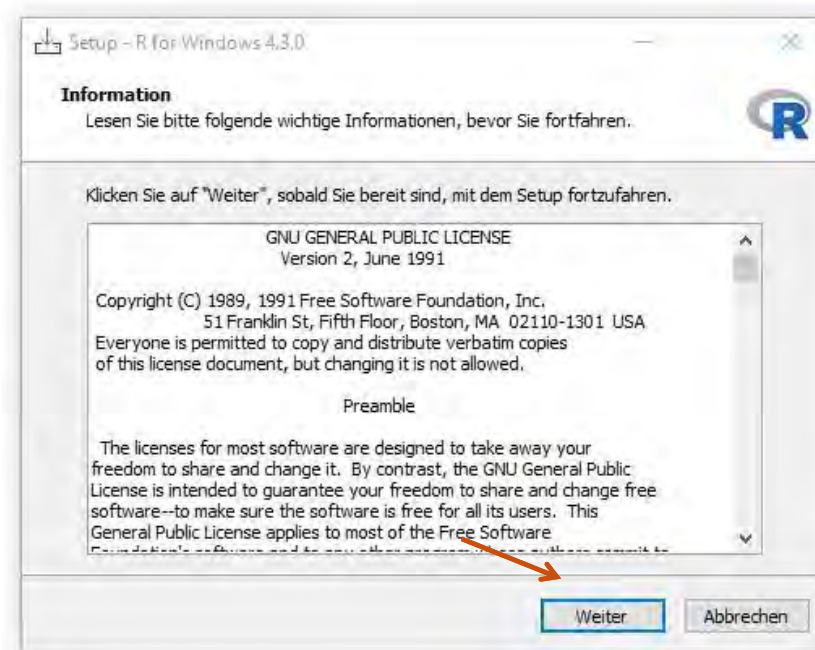 Setup - R for Windows 4.3.0
Information
Lesen Sie bitte folgende wichtige Informationen, bevor Sie fortfahren.
R
Klicken Sie auf "Weiter", sobald Sie bereit sind, mit dem Setup fortzufahren.
GNU GENERAL PUBLIC LICENSE
Version 2, June 1991
Copyright (C) 1989, 1991 Free Software Foundation, Inc.
51 Franklin St, Fifth Floor, Boston, MA 02110-1301 USA
Everyone is permitted to copy and distribute verbatim copies
of this license document, but changing it is not allowed.
Preamble
The licenses for most software are designed to take away your
freedom to share and change it. By contrast, the GNU General Public
License is intended to guarantee your freedom to share and change free
software--to make sure the software is free for all its users. This
General Public License applies to most of the Free Software
Weiter
Abbrechen